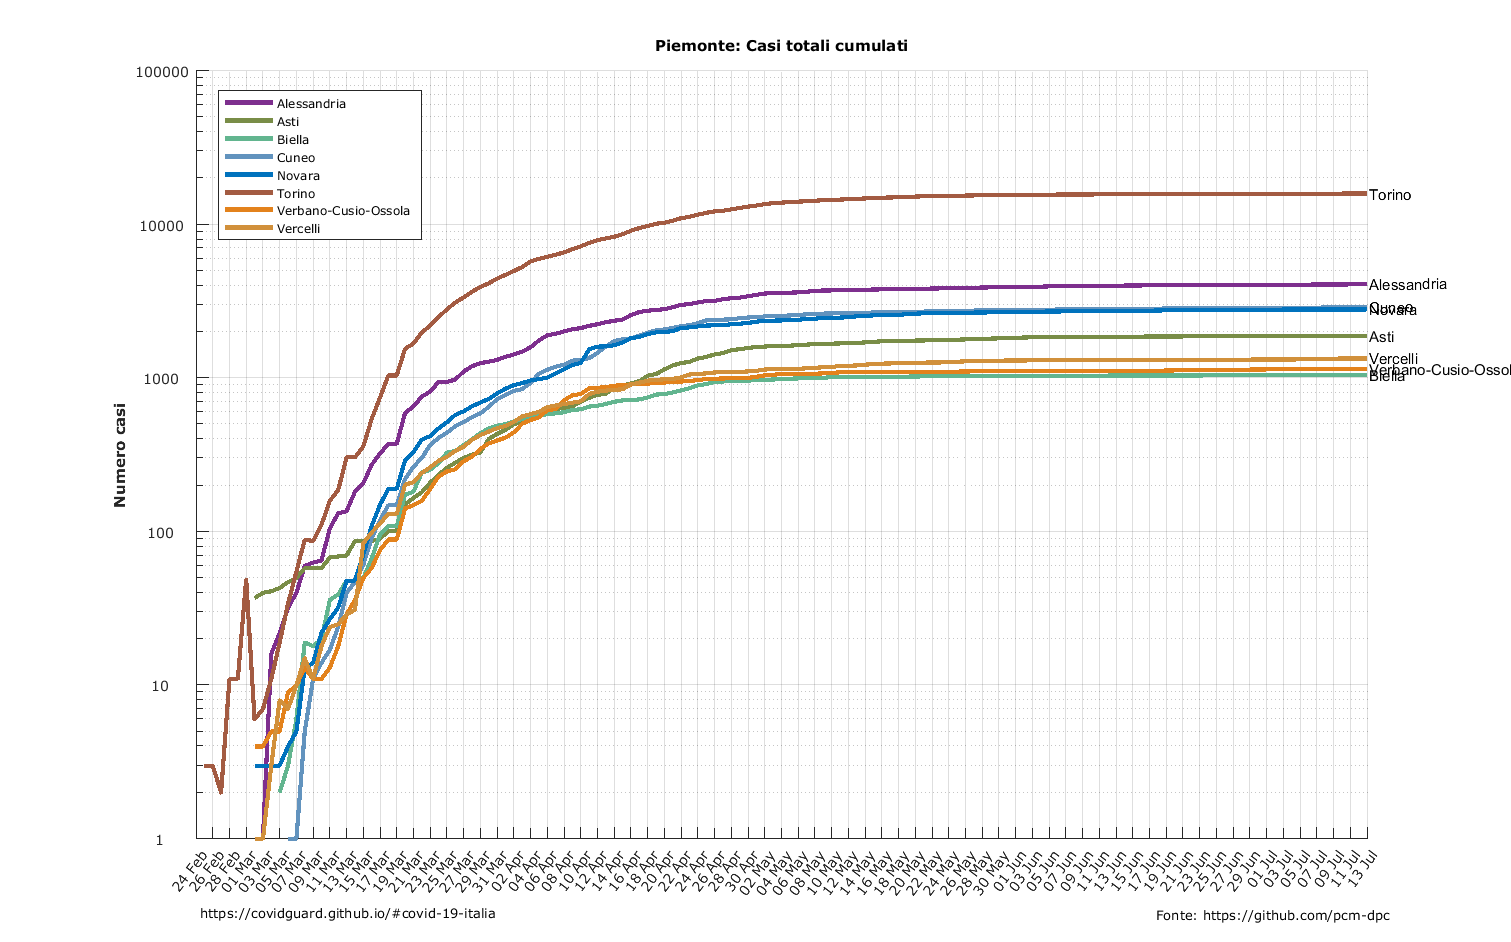 Piemonte: Casi totali cumulati
100000
10000
1000
100
10
1
Numero casi
Alessandria
Asti
Biella
Cuneo
Novara
Torino
Verbano-Cusio-Ossola
Vercelli
Torino
Alessandria
Cuneo
Novara
Asti
Vercelli
Verbano-Cusio-Ossol
Biella
24 Feb
26 Feb
28 Feb
01 Mar
03 Mar
05 Mar
07 Mar
09 Mar
11 Mar
13 Mar
15 Mar
17 Mar
19 Mar
21 Mar
23 Mar
25 Mar
27 Mar
29 Mar
31 Mar
02 Apr
04 Apr
06 Apr
08 Apr
10 Apr
12 Apr
14 Apr
16 Apr
18 Apr
20 Apr
22 Apr
24 Apr
26 Apr
28 Apr
30 Apr
02 May
04 May
06 May
08 May
10 May
12 May
14 May
16 May
18 May
20 May
22 May
24 May
26 May
28 May
30 May
01 Jun
03 Jun
05 Jun
07 Jun
09 Jun
11 Jun
13 Jun
15 Jun
17 Jun
19 Jun
21 Jun
23 Jun
25 Jun
27 Jun
29 Jun
01 Jul
03 Jul
05 Jul
07 Jul
09 Jul
11 Jul
13 Jul
https://covidguard.github.io/#covid-19-italia
Fonte: https://github.com/pcm-dpc